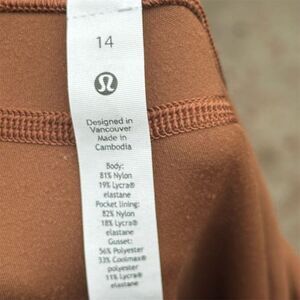 14
Designed in
Vancouver
Made in
Cambodia
Body:
81% Nylon
19% Lycra®
elastane
Pocket lining:
82% Nylon
18% Lycra®
elastane
Gusset:
56% Polyester
33% Coolmax®
polyester
11% Lycra®
elastane